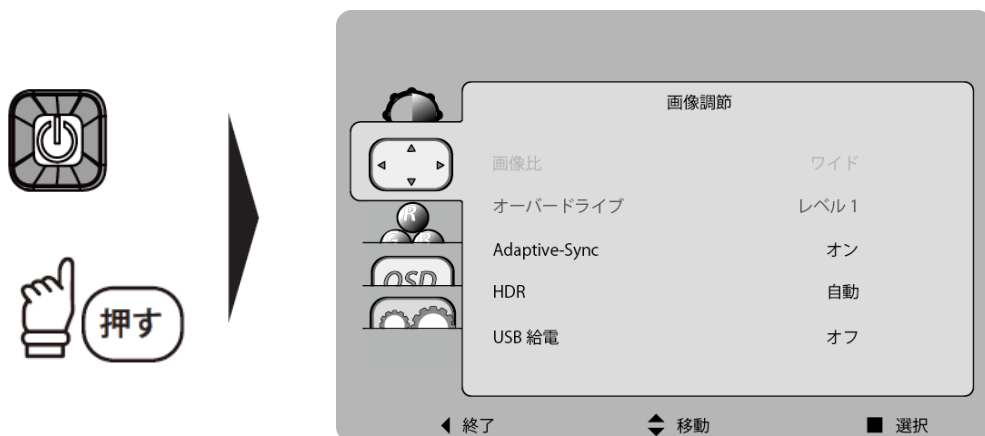 押す
画像調節
画像比 ワイド
オーバードライブ レベル 1
R
OSD
Adaptive-Sync オン
HDR 自動
USB 給電 オフ
終了 移動 選択